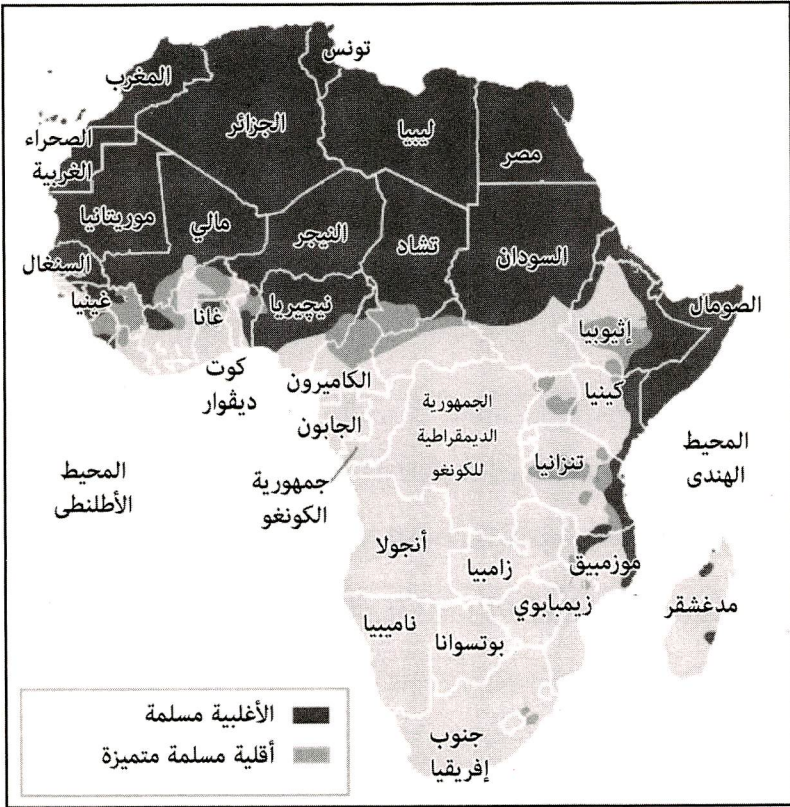 تونس
المغرب
الجزائر
ليبيا
مصر
الصحراء
الغربية
موريتانيا
مالي
النيجر
تشاد
السودان
السنغال
غينيا
غانا
نيچيريا
إثيوبيا
الصومال
كوت
ديڤوار
الكاميرون
الجابون
الجمهورية
الديمقراطية
للكونغو
كينيا
تنزانيا
المحيط
الهندى
المحيط
الأطلنطى
جمهورية
الكونغو
أنجولا
زامبيا
موزمبيق
زيمبابوي
مدغشقر
ناميبيا
بوتسوانا
جنوب
إفريقيا
الأغلبية مسلمة
أقلية مسلمة متميزة